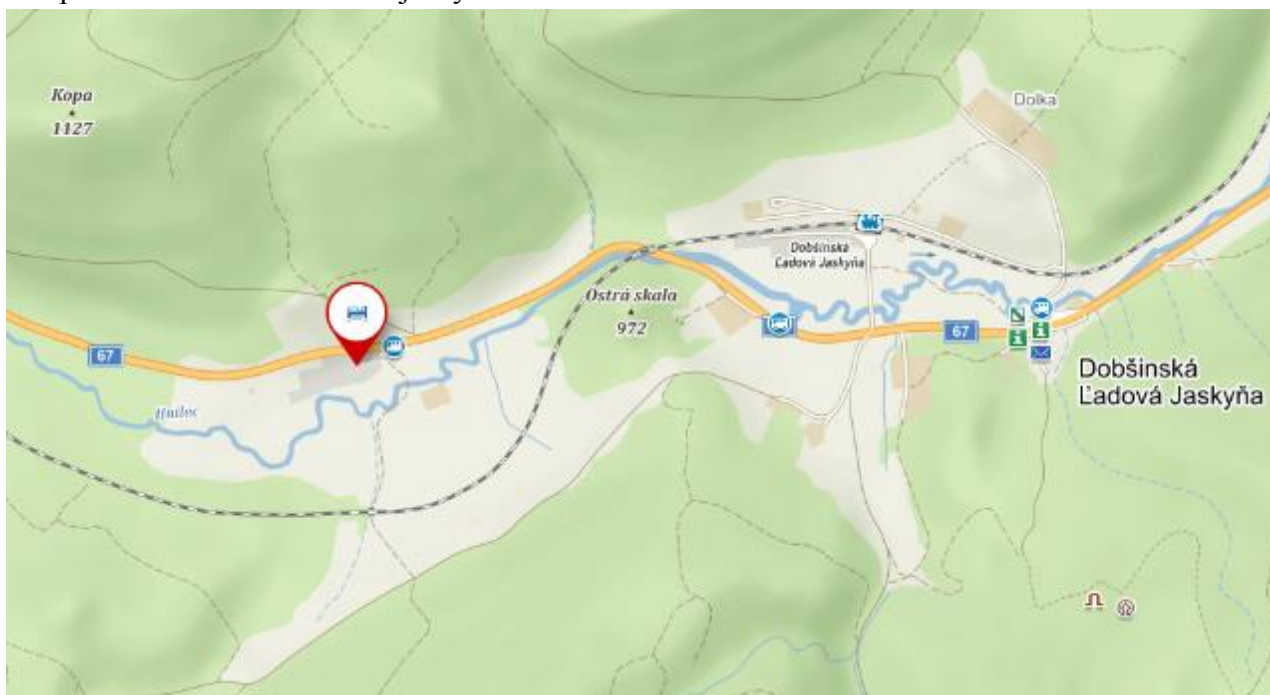 Kopa
1127
Dolka
Dobšinská
Ľadová Jaskyňa
Ostrá skala
972
67
67
Hnilec
Dobšinská
Ľadová Jaskyňa